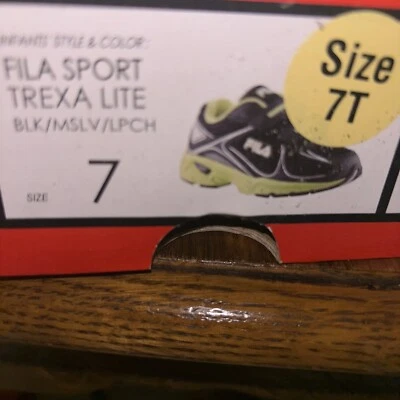 INFANTS' STYLE & COLOR:
FILA SPORT
TREXA LITE
BLK/MSLV/LPCH
SIZE 7
Size
7T
FILA